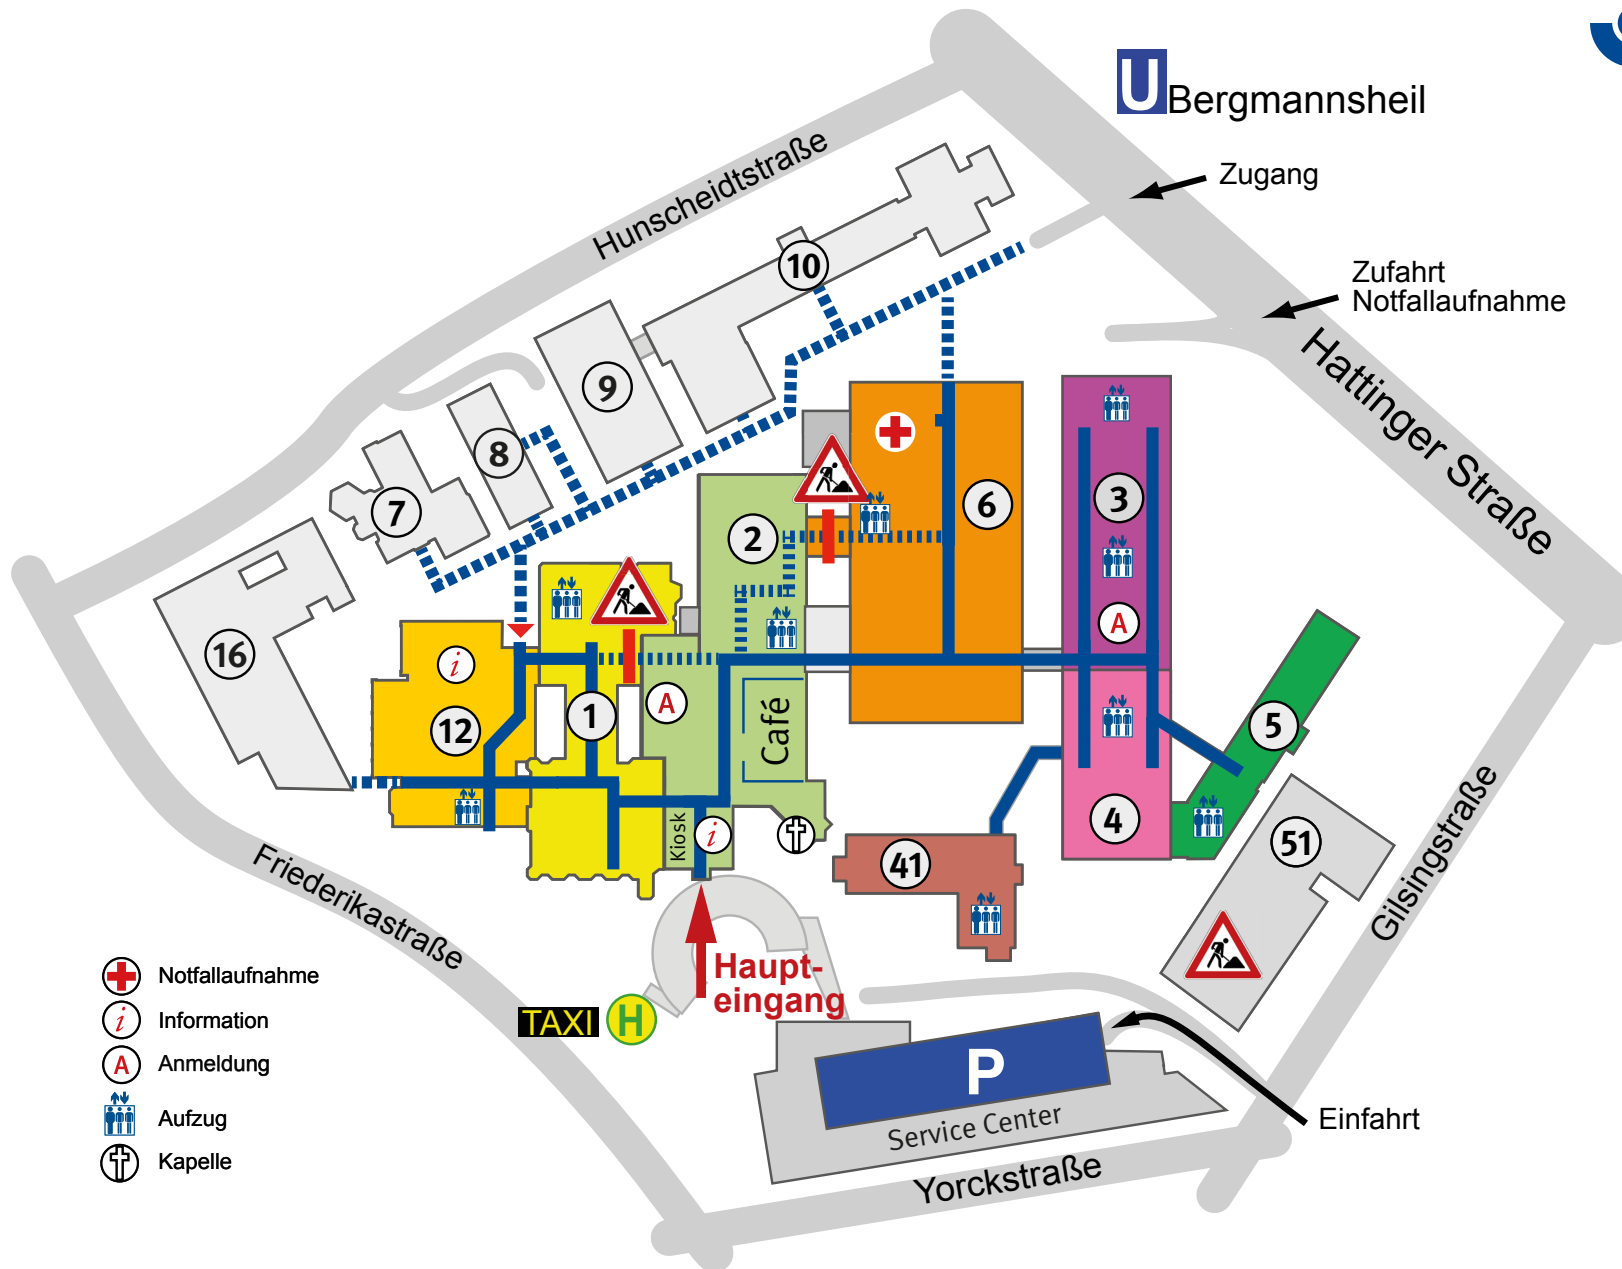 U Bergmannsheil
Zugang
Hunscheidtstraße
Zufahrt
Notfallaufnahme
Hattinger Straße
10
9
8
7
6
3
2
A
16
i
12
1
A
Café
5
4
Kiosk
i
41
51
Gilsingstraße
Friederikastraße
Haupt-
eingang
TAXI H
P
Service Center
Einfahrt
Yorckstraße
Notfallaufnahme
i Information
A Anmeldung
Aufzug
Kapelle